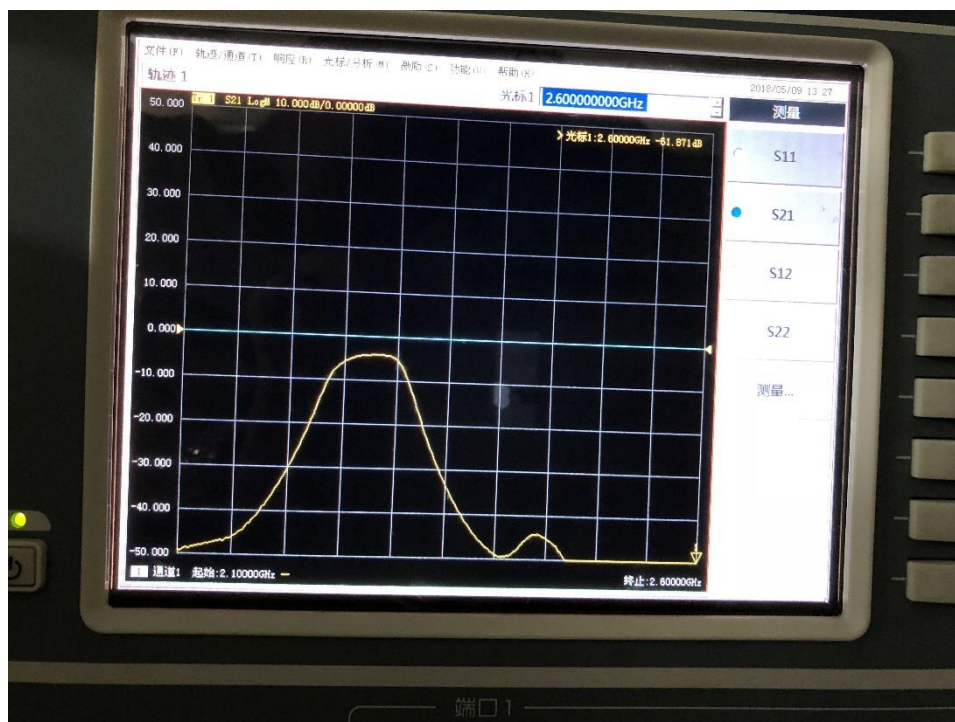 文件(F) 轨迹/通道(T) 响应(R) 光标/分析(M) 激励(S) 功能(U) 帮助(H)
2018/05/09 13:27
轨迹 1
光标1 2.600000000GHz
测量
Tr 1 S21 LogM 10.000dB/0.00000dB
>光标1:2.60000GHz -61.871dB
50.000
40.000
30.000
20.000
10.000
0.000
-10.000
-20.000
-30.000
-40.000
-50.000
S11
S21
S12
S22
测量...
1 通道1 起始:2.10000GHz
终止:2.60000GHz
端口1